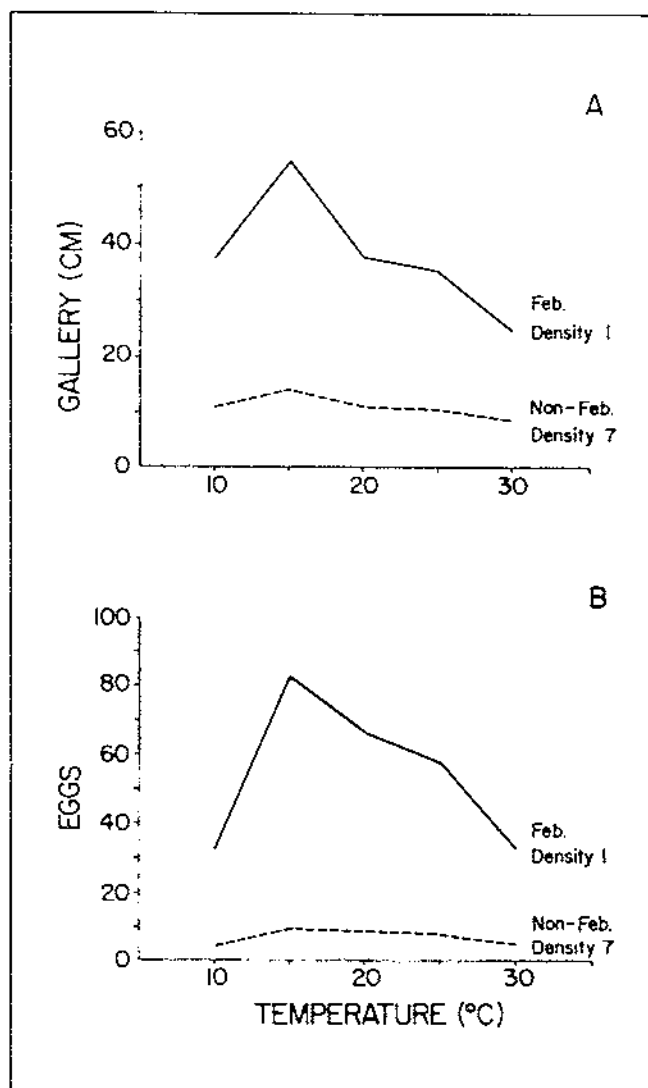 A
60
40
20
0
GALLERY (CM)
Feb.
Density 1
Non-Feb.
Density 7
10 20 30
B
100
80
60
40
20
0
EGGS
Feb.
Density 1
Non-Feb.
Density 7
10 20 30
TEMPERATURE (°C)